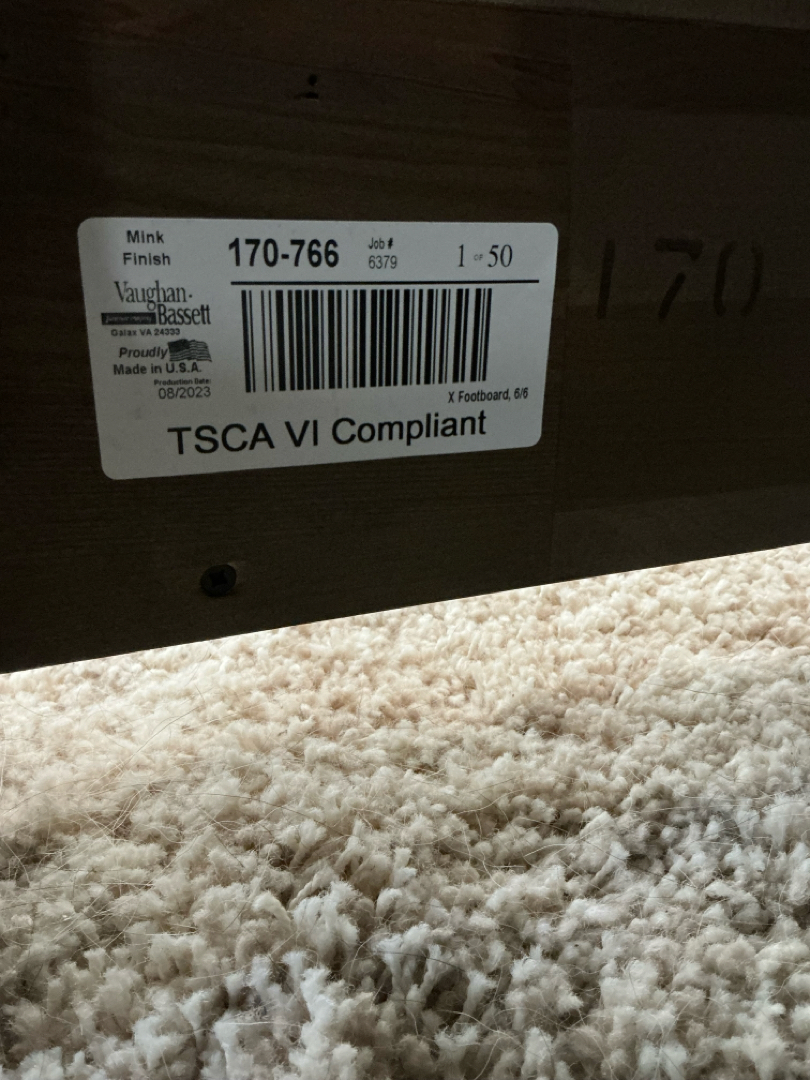 Mink
Finish
170-766
Job #
6379
1 OF 50
Vaughan-
Bassett
Galax VA 24333
Proudly
Made in U.S.A.
Production Date:
08/2023
X Footboard, 6/6
TSCA VI Compliant
170